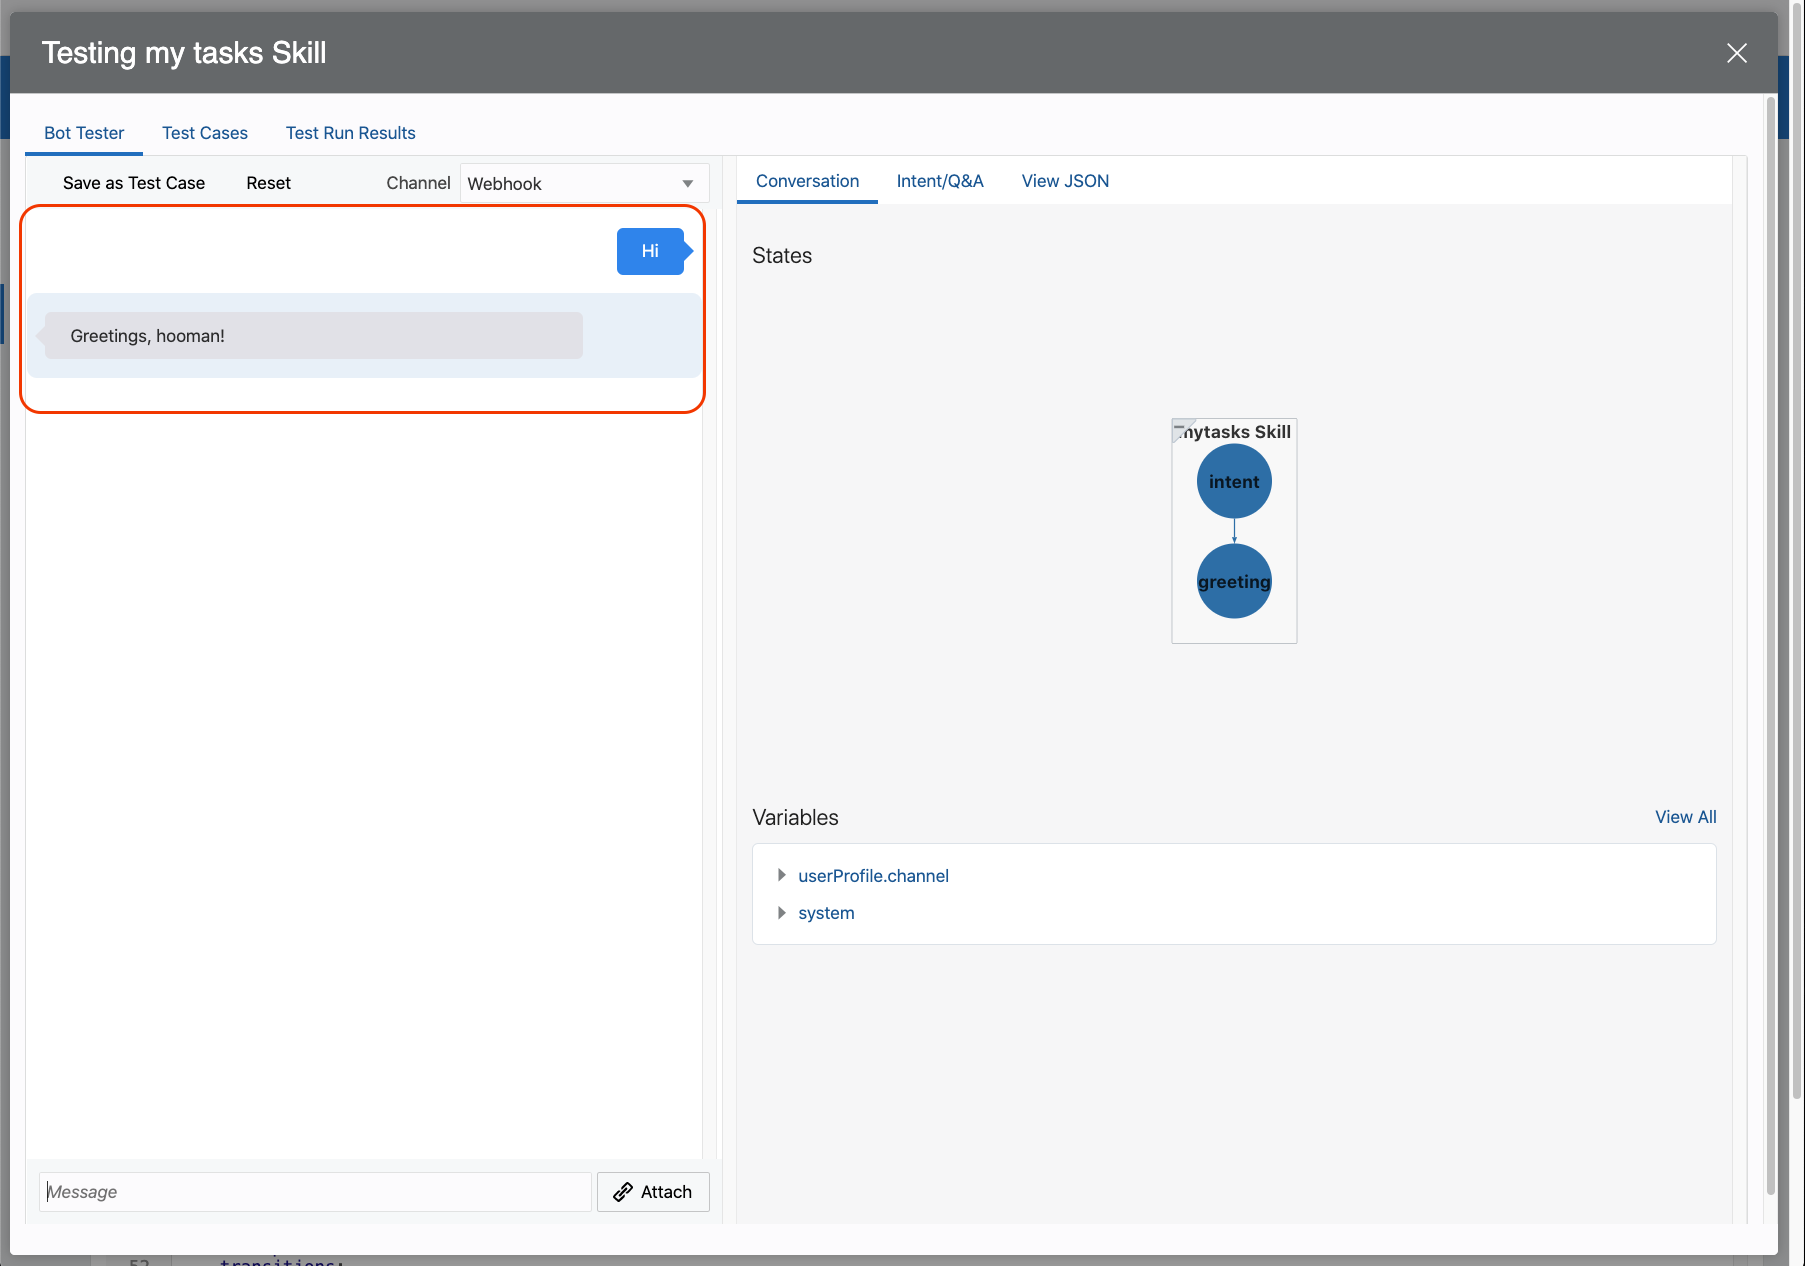 Testing my tasks Skill
Bot Tester
Test Cases
Test Run Results
Save as Test Case
Reset
Channel
Webhook
Hi
Greetings, hooman!
Message
Attach
Conversation
Intent/Q&A
View JSON
States
mytasks Skill
intent
greeting
Variables
View All
userProfile.channel
system